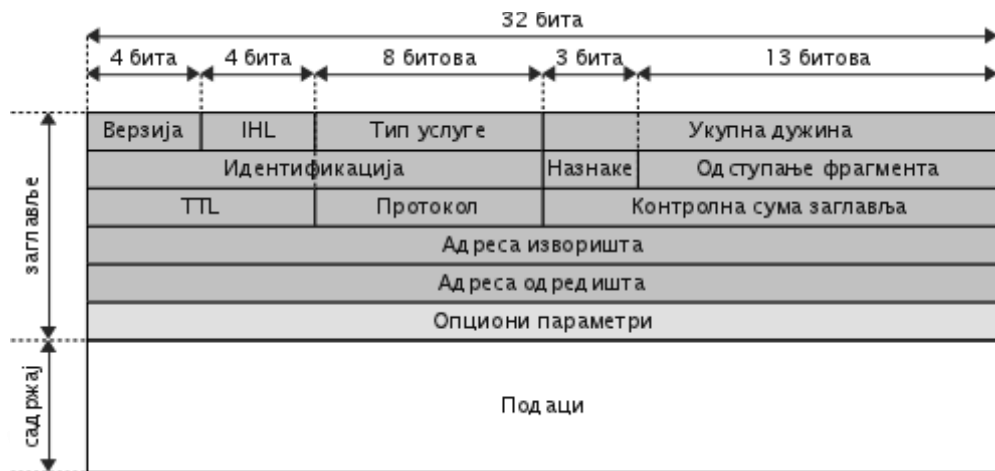 32 бита
4 бита 4 бита 8 битова 3 бита 13 битова
Верзија IHL Тип услуге Укупна дужина
Идентификација Назнаке Одступање фрагмента
TTL Протокол Контролна сума заглавља
Адреса изворишта
Адреса одредишта
Опциони параметри
заглавље
Подаци
садржај